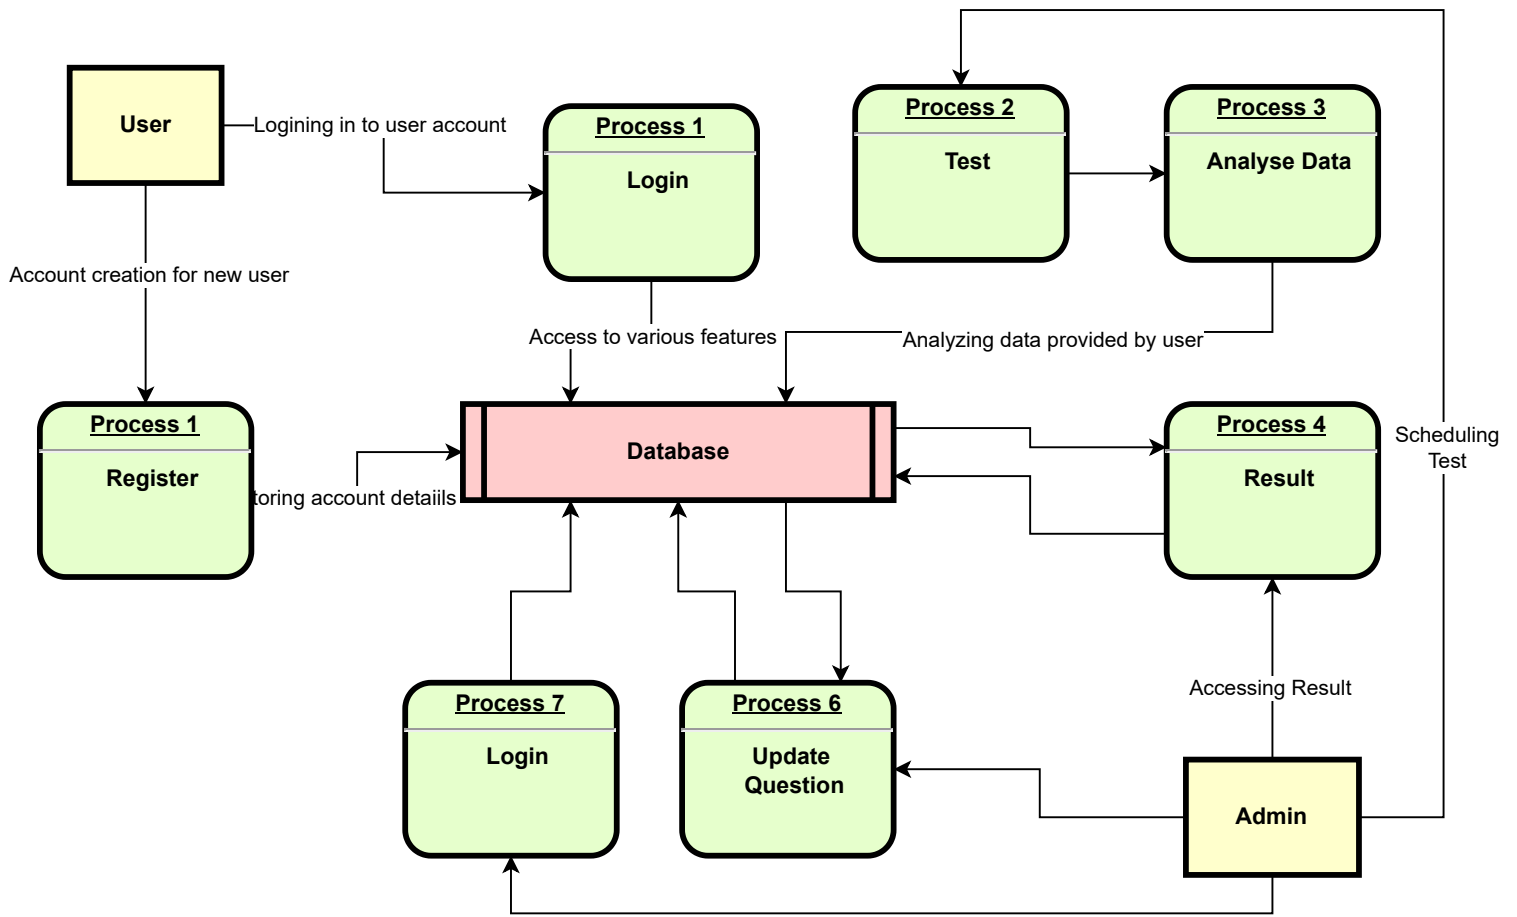 User
Logining in to user account
Process 1
Login
Process 2
Test
Process 3
Analyse Data
Account creation for new user
Access to various features
Analyzing data provided by user
Process 1
Register
toring account detaiils
Database
Process 4
Result
Scheduling
Test
Process 7
Login
Process 6
Update
Question
Accessing Result
Admin